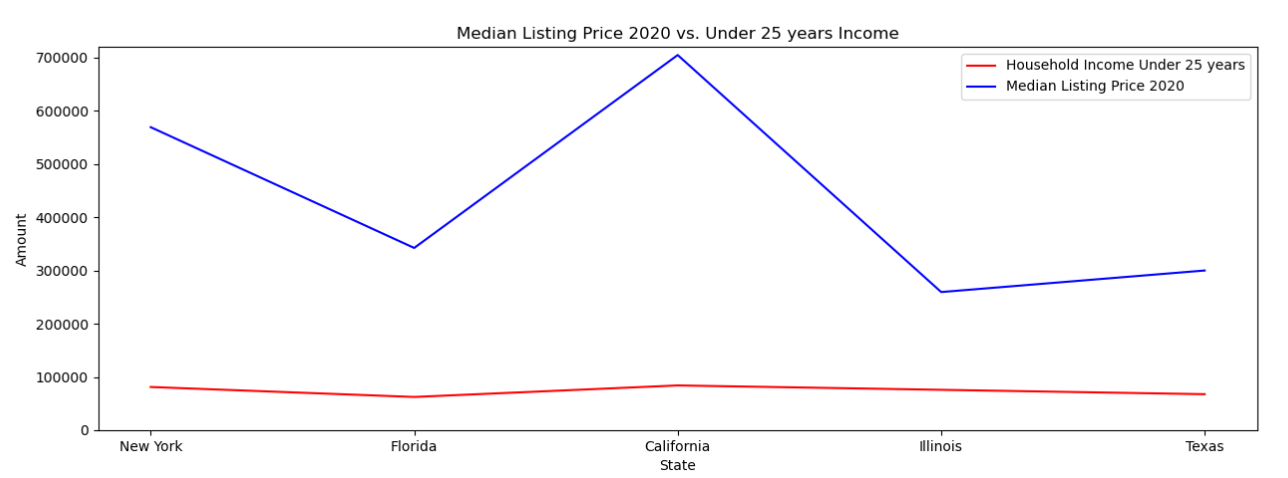 Median Listing Price 2020 vs. Under 25 years Income
Household Income Under 25 years
Median Listing Price 2020
700000
600000
500000
400000
300000
200000
100000
0
Amount
New York Florida California Illinois Texas
State